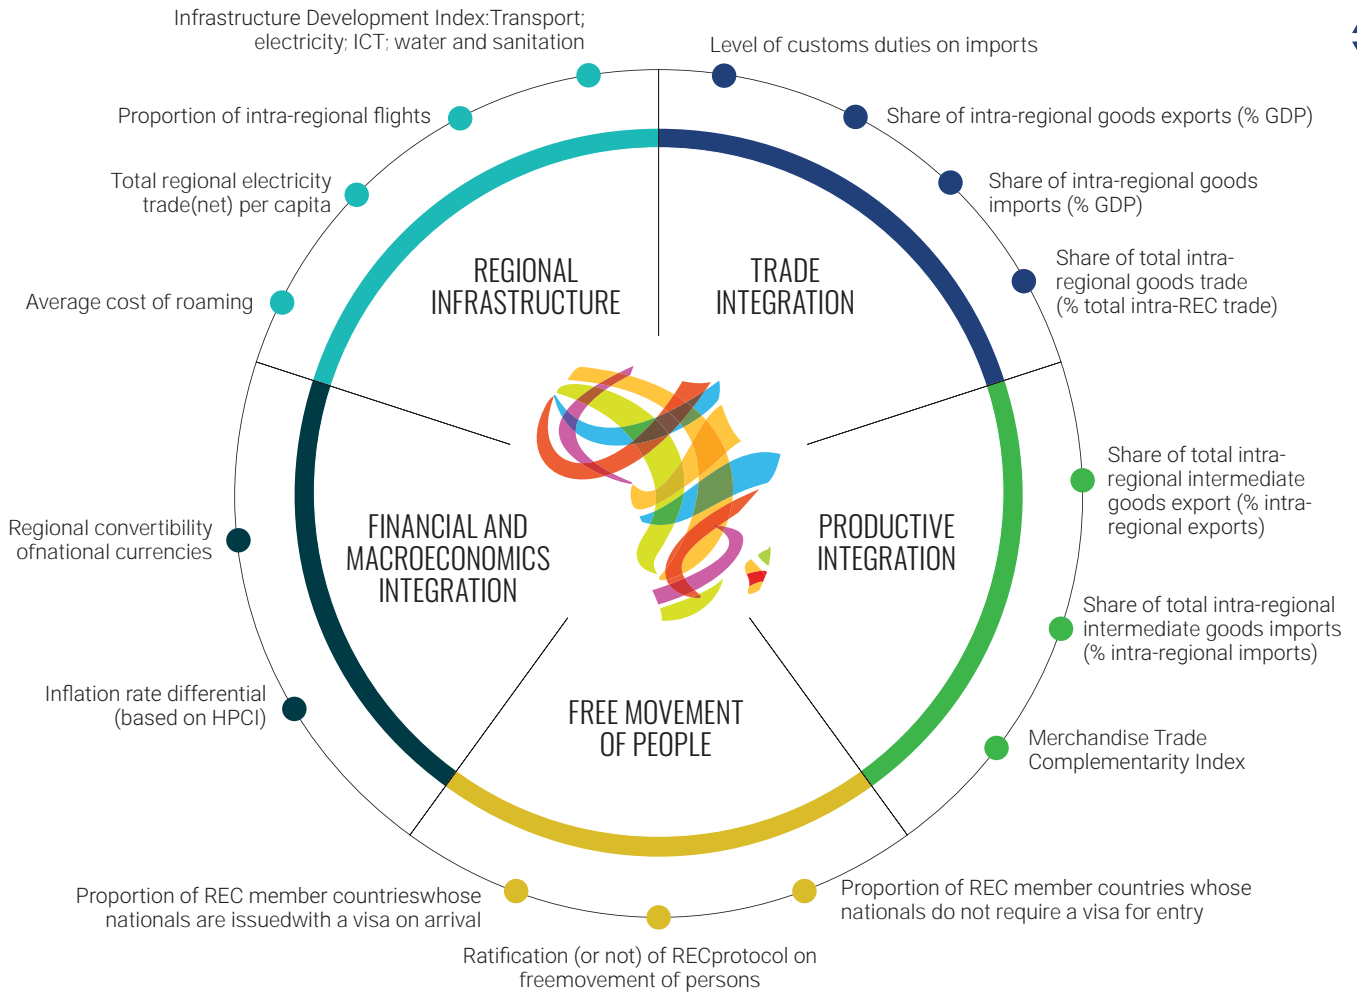 Infrastructure Development Index:Transport;
electricity; ICT; water and sanitation
Proportion of intra-regional flights
Total regional electricity
trade(net) per capita
Average cost of roaming
REGIONAL
INFRASTRUCTURE
Level of customs duties on imports
Share of intra-regional goods exports (% GDP)
Share of intra-regional goods
imports (% GDP)
Share of total intra-
regional goods trade
(% total intra-REC trade)
TRADE
INTEGRATION
Share of total intra-
regional intermediate
goods export (% intra-
regional exports)
Share of total intra-regional
intermediate goods imports
(% intra-regional imports)
Merchandise Trade
Complementarity Index
PRODUCTIVE
INTEGRATION
Proportion of REC member countries whose
nationals do not require a visa for entry
Ratification (or not) of RECprotocol on
freemovement of persons
Proportion of REC member countrieswhose
nationals are issuedwith a visa on arrival
FREE MOVEMENT
OF PEOPLE
Inflation rate differential
(based on HPCI)
Regional convertibility
ofnational currencies
FINANCIAL AND
MACROECONOMICS
INTEGRATION